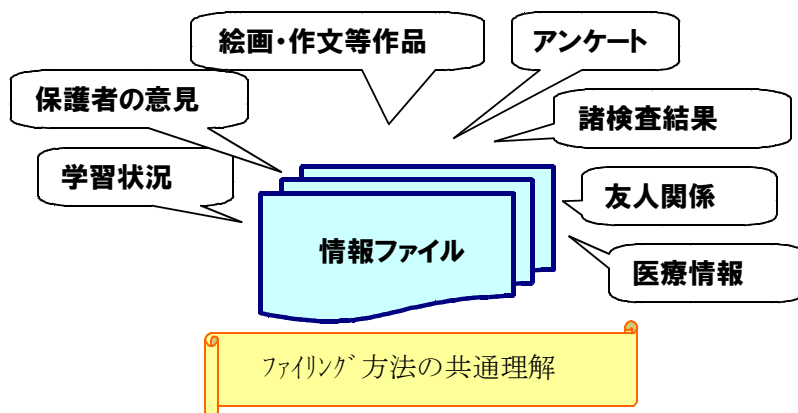 絵画・作文等作品
アンケート
保護者の意見
諸検査結果
学習状況
友人関係
情報ファイル
医療情報
ﾌｧｲﾘﾝｸﾞ方法の共通理解